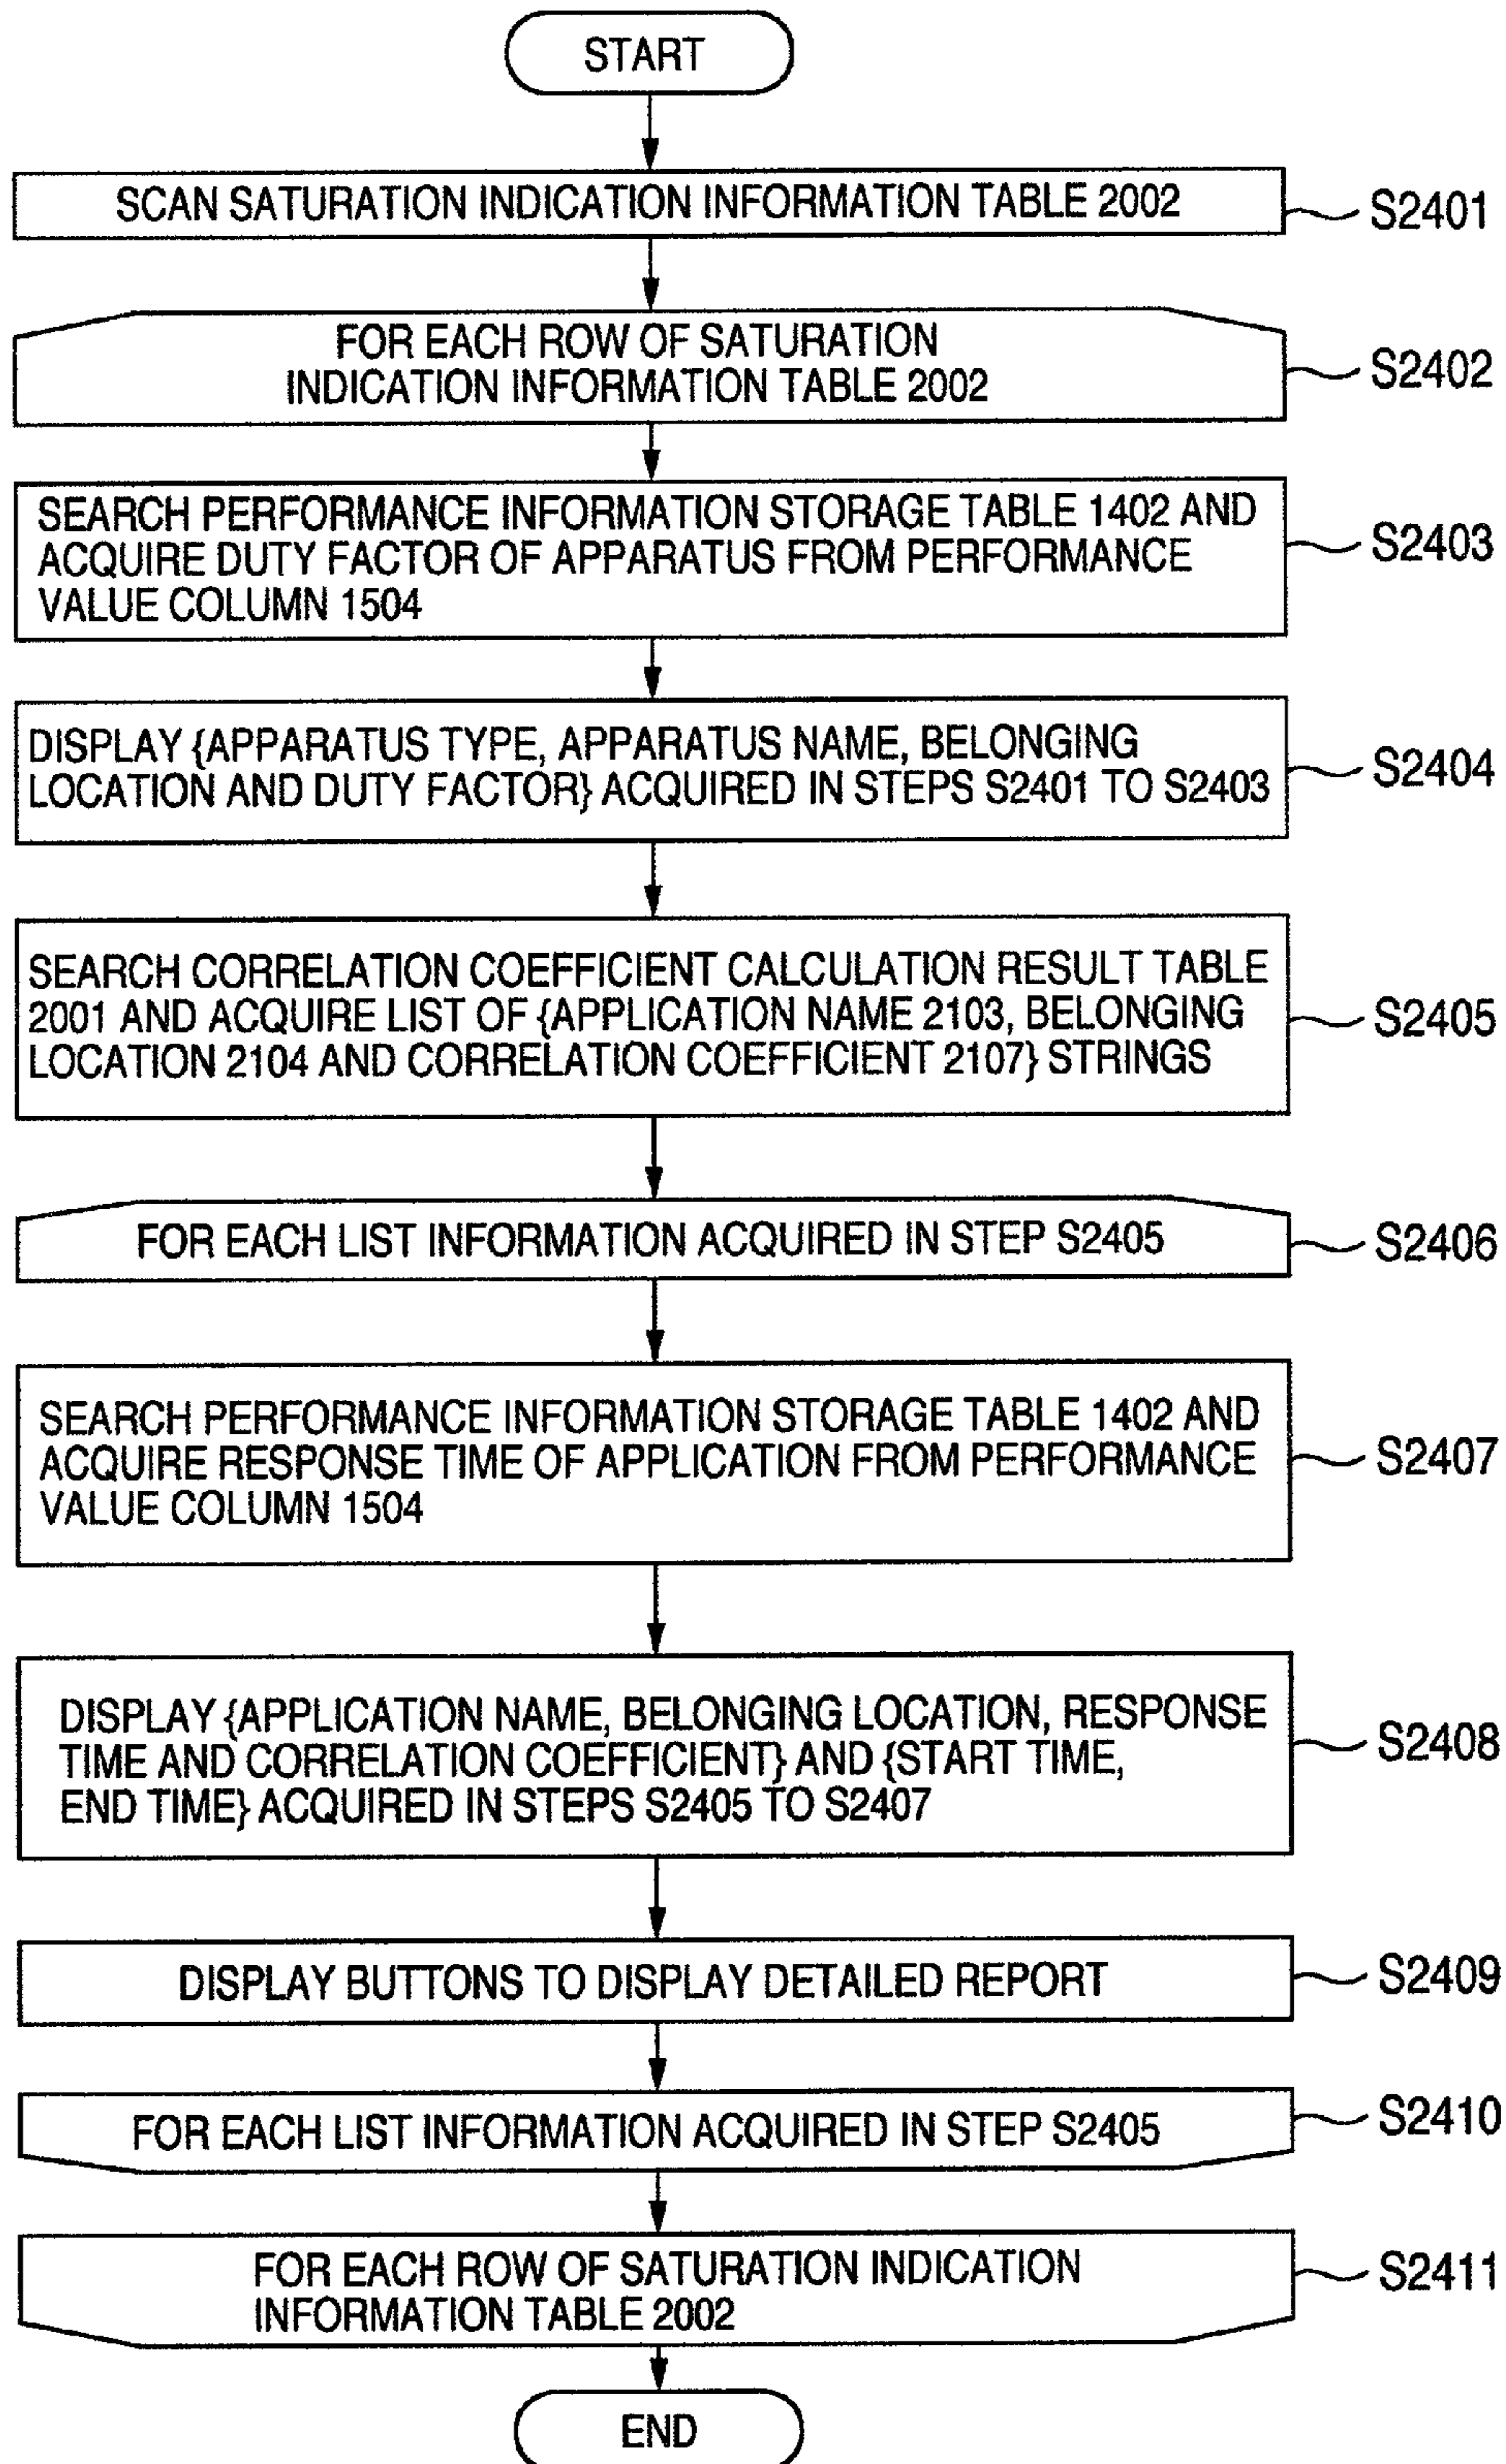 START
SCAN SATURATION INDICATION INFORMATION TABLE 2002
S2401
FOR EACH ROW OF SATURATION
INDICATION INFORMATION TABLE 2002
S2402
SEARCH PERFORMANCE INFORMATION STORAGE TABLE 1402 AND
ACQUIRE DUTY FACTOR OF APPARATUS FROM PERFORMANCE
VALUE COLUMN 1504
S2403
DISPLAY {APPARATUS TYPE, APPARATUS NAME, BELONGING
LOCATION AND DUTY FACTOR} ACQUIRED IN STEPS S2401 TO S2403
S2404
SEARCH CORRELATION COEFFICIENT CALCULATION RESULT TABLE
2001 AND ACQUIRE LIST OF {APPLICATION NAME 2103, BELONGING
LOCATION 2104 AND CORRELATION COEFFICIENT 2107} STRINGS
S2405
FOR EACH LIST INFORMATION ACQUIRED IN STEP S2405
S2406
SEARCH PERFORMANCE INFORMATION STORAGE TABLE 1402 AND
ACQUIRE RESPONSE TIME OF APPLICATION FROM PERFORMANCE
VALUE COLUMN 1504
S2407
DISPLAY {APPLICATION NAME, BELONGING LOCATION, RESPONSE
TIME AND CORRELATION COEFFICIENT} AND {START TIME,
END TIME} ACQUIRED IN STEPS S2405 TO S2407
S2408
DISPLAY BUTTONS TO DISPLAY DETAILED REPORT
S2409
FOR EACH LIST INFORMATION ACQUIRED IN STEP S2405
S2410
FOR EACH ROW OF SATURATION INDICATION
INFORMATION TABLE 2002
S2411
END